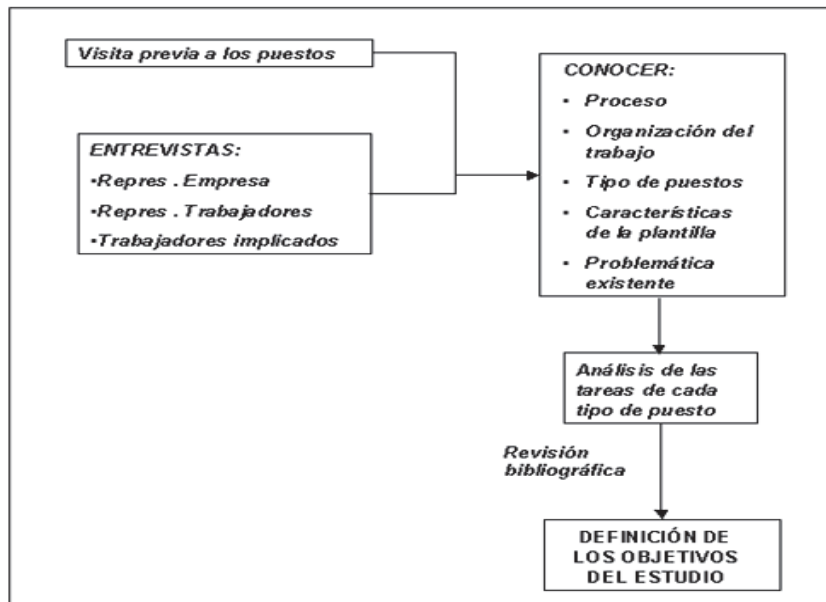 Visita previa a los puestos
ENTREVISTAS:
•Repres . Empresa
•Repres . Trabajadores
•Trabajadores implicados
CONOCER:
• Proceso
• Organización del
trabajo
• Tipo de puestos
• Características
de la plantilla
• Problemática
existente
Análisis de las
tareas de cada
tipo de puesto
Revisión
bibliográfica
DEFINICIÓN DE
LOS OBJETIVOS
DEL ESTUDIO